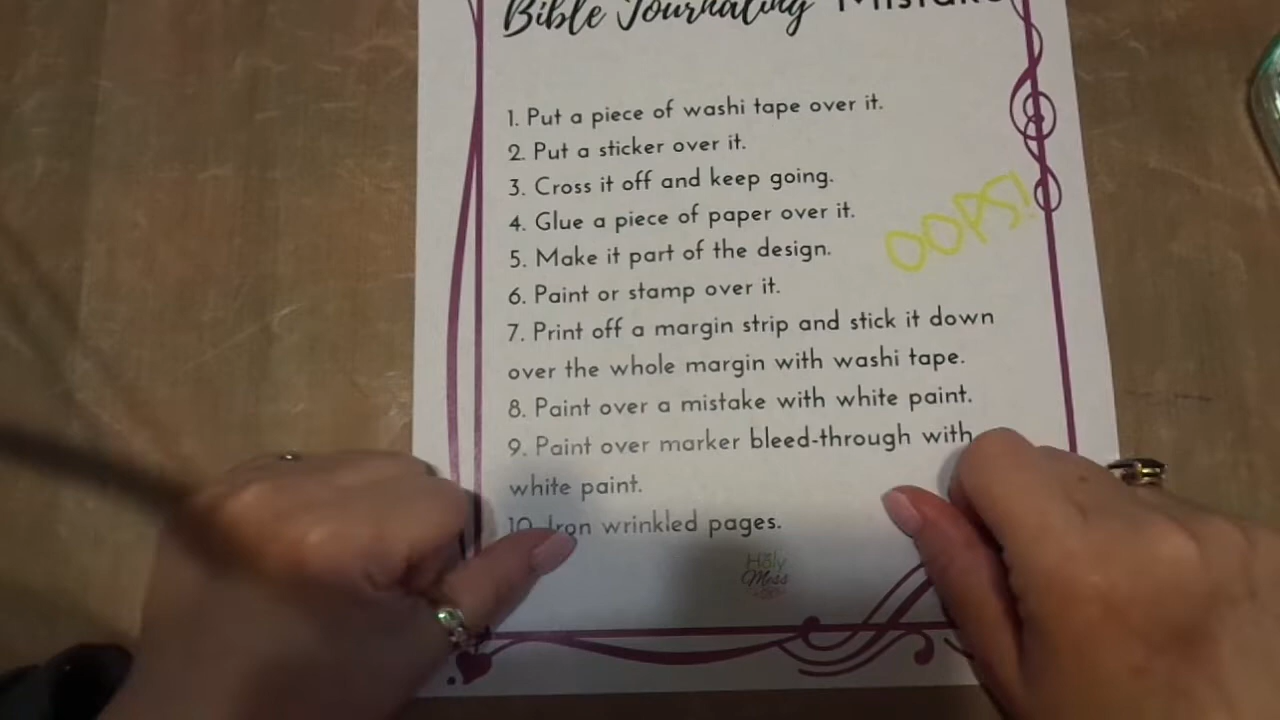 Bible Journaling Mistake
1. Put a piece of washi tape over it.
2. Put a sticker over it.
3. Cross it off and keep going.
4. Glue a piece of paper over it.
OOPS!
5. Make it part of the design.
6. Paint or stamp over it.
7. Print off a margin strip and stick it down
over the whole margin with washi tape.
8. Paint over a mistake with white paint.
9. Paint over marker bleed-through with
white paint.
10. Iron wrinkled pages.
The Holy
Mess